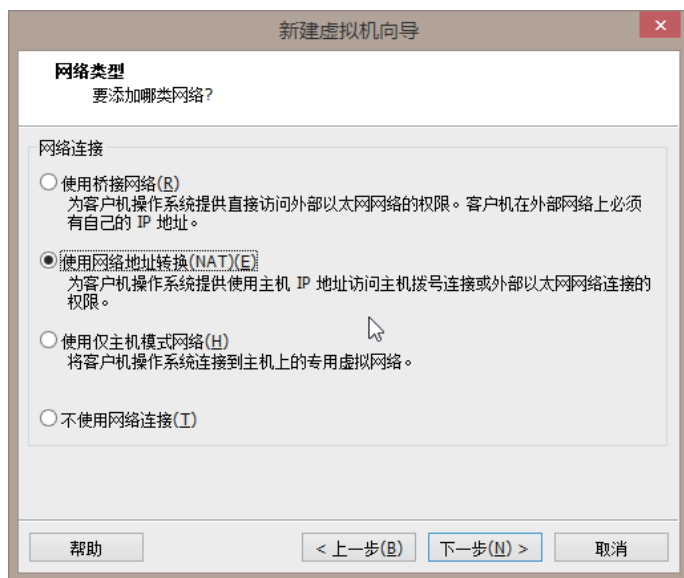 新建虚拟机向导
网络类型
要添加哪类网络?
网络连接
使用桥接网络(R)
为客户机操作系统提供直接访问外部以太网网络的权限。客户机在外部网络上必须
有自己的 IP 地址。
使用网络地址转换(NAT)(E)
为客户机操作系统提供使用主机 IP 地址访问主机拨号连接或外部以太网网络连接的
权限。
使用仅主机模式网络(H)
将客户机操作系统连接到主机上的专用虚拟网络。
不使用网络连接(T)
帮助
< 上一步(B)
下一步(N) >
取消